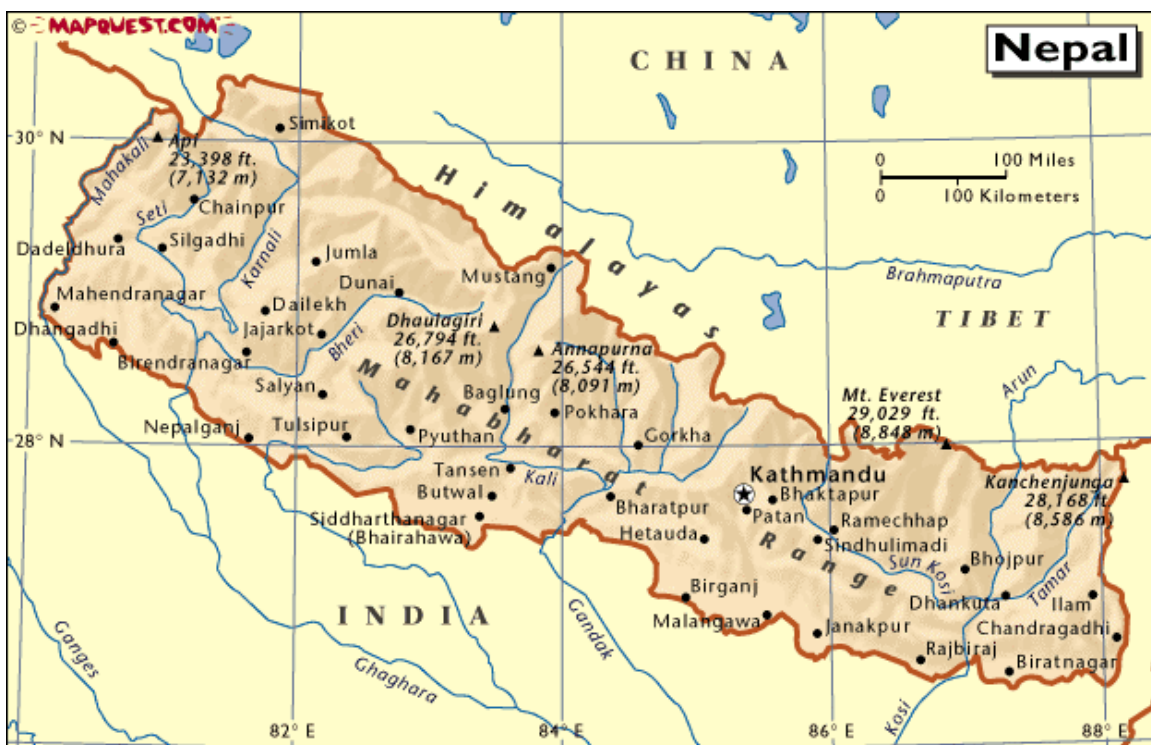 © MAPQUEST.COM
Nepal
CHINA
30° N
Simikot
Api
23,398 ft.
(7,132 m)
Mahakali
0 100 Miles
0 100 Kilometers
Himalayas
Seti
Chainpur
Dadeldhura
Silgadhi
Karnali
Jumla
Mustang
Brahmaputra
Dunai
Mahendranagar
Dailekh
TIBET
Dhangadhi
Jajarkot
Bheri
Dhaulagiri
26,794 ft.
(8,167 m)
Annapurna
26,544 ft.
(8,091 m)
Birendranagar
Arun
Salyan
Mahabharat
Range
Baglung
Pokhara
Mt. Everest
29,029 ft.
(8,848 m)
Nepalganj
Tulsipur
28° N
Pyuthan
Gorkha
Tansen
Kali
Kathmandu
Kanchenjunga
28,168 ft.
(8,586 m)
Butwal
Bharatpur
Bhaktapur
Patan
Siddharthanagar
(Bhairahawa)
Hetauda
Ramechhap
Sindhulimadi
Sun Kosi
Bhojpur
Tamar
Birganj
Dhankuta
Ilam
INDIA
Malangawa
Janakpur
Chandragadhi
Ganges
Ghaghara
Gandak
Rajbiraj
Biratnagar
Kosi
82° E
84° E
86° E
88° E